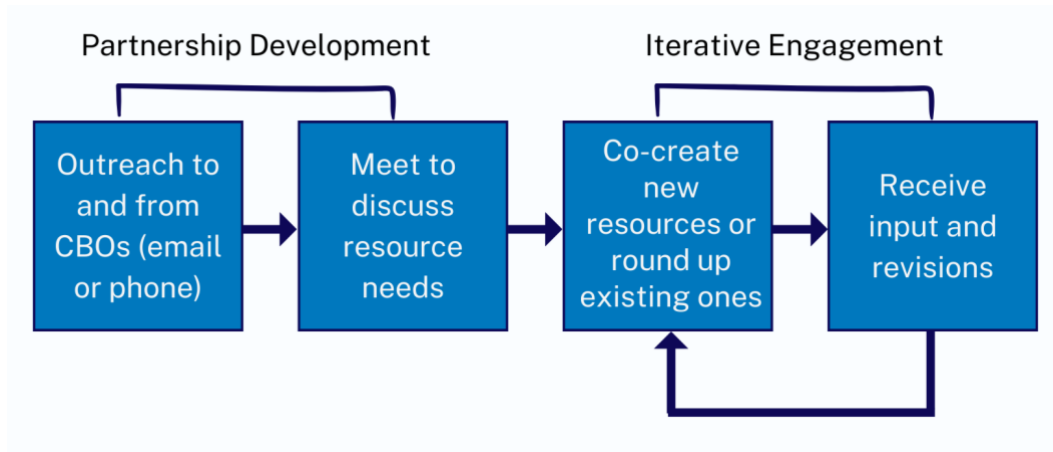 Partnership Development
Iterative Engagement
Outreach to
and from
CBOs (email
or phone)
Meet to
discuss
resource
needs
Co-create
new
resources or
round up
existing ones
Receive
input and
revisions